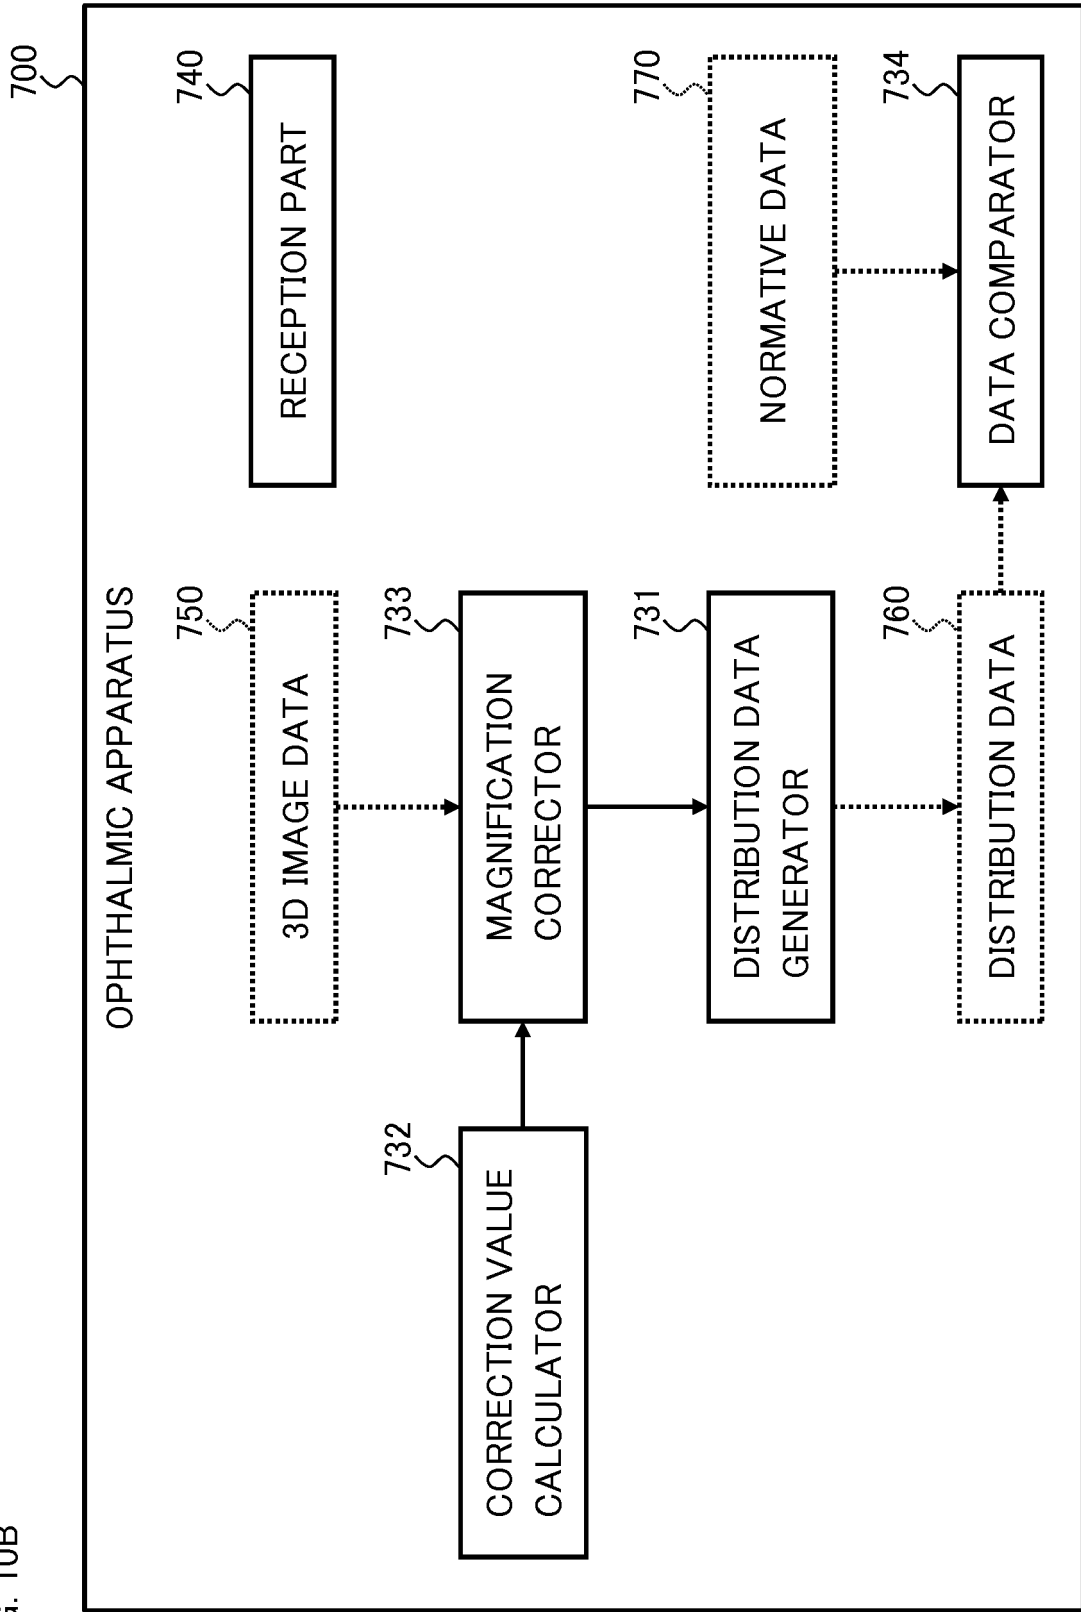 10B
700
OPHTHALMIC APPARATUS
750
3D IMAGE DATA
740
RECEPTION PART
732
CORRECTION VALUE
CALCULATOR
733
MAGNIFICATION
CORRECTOR
731
DISTRIBUTION DATA
GENERATOR
770
NORMATIVE DATA
760
DISTRIBUTION DATA
734
DATA COMPARATOR